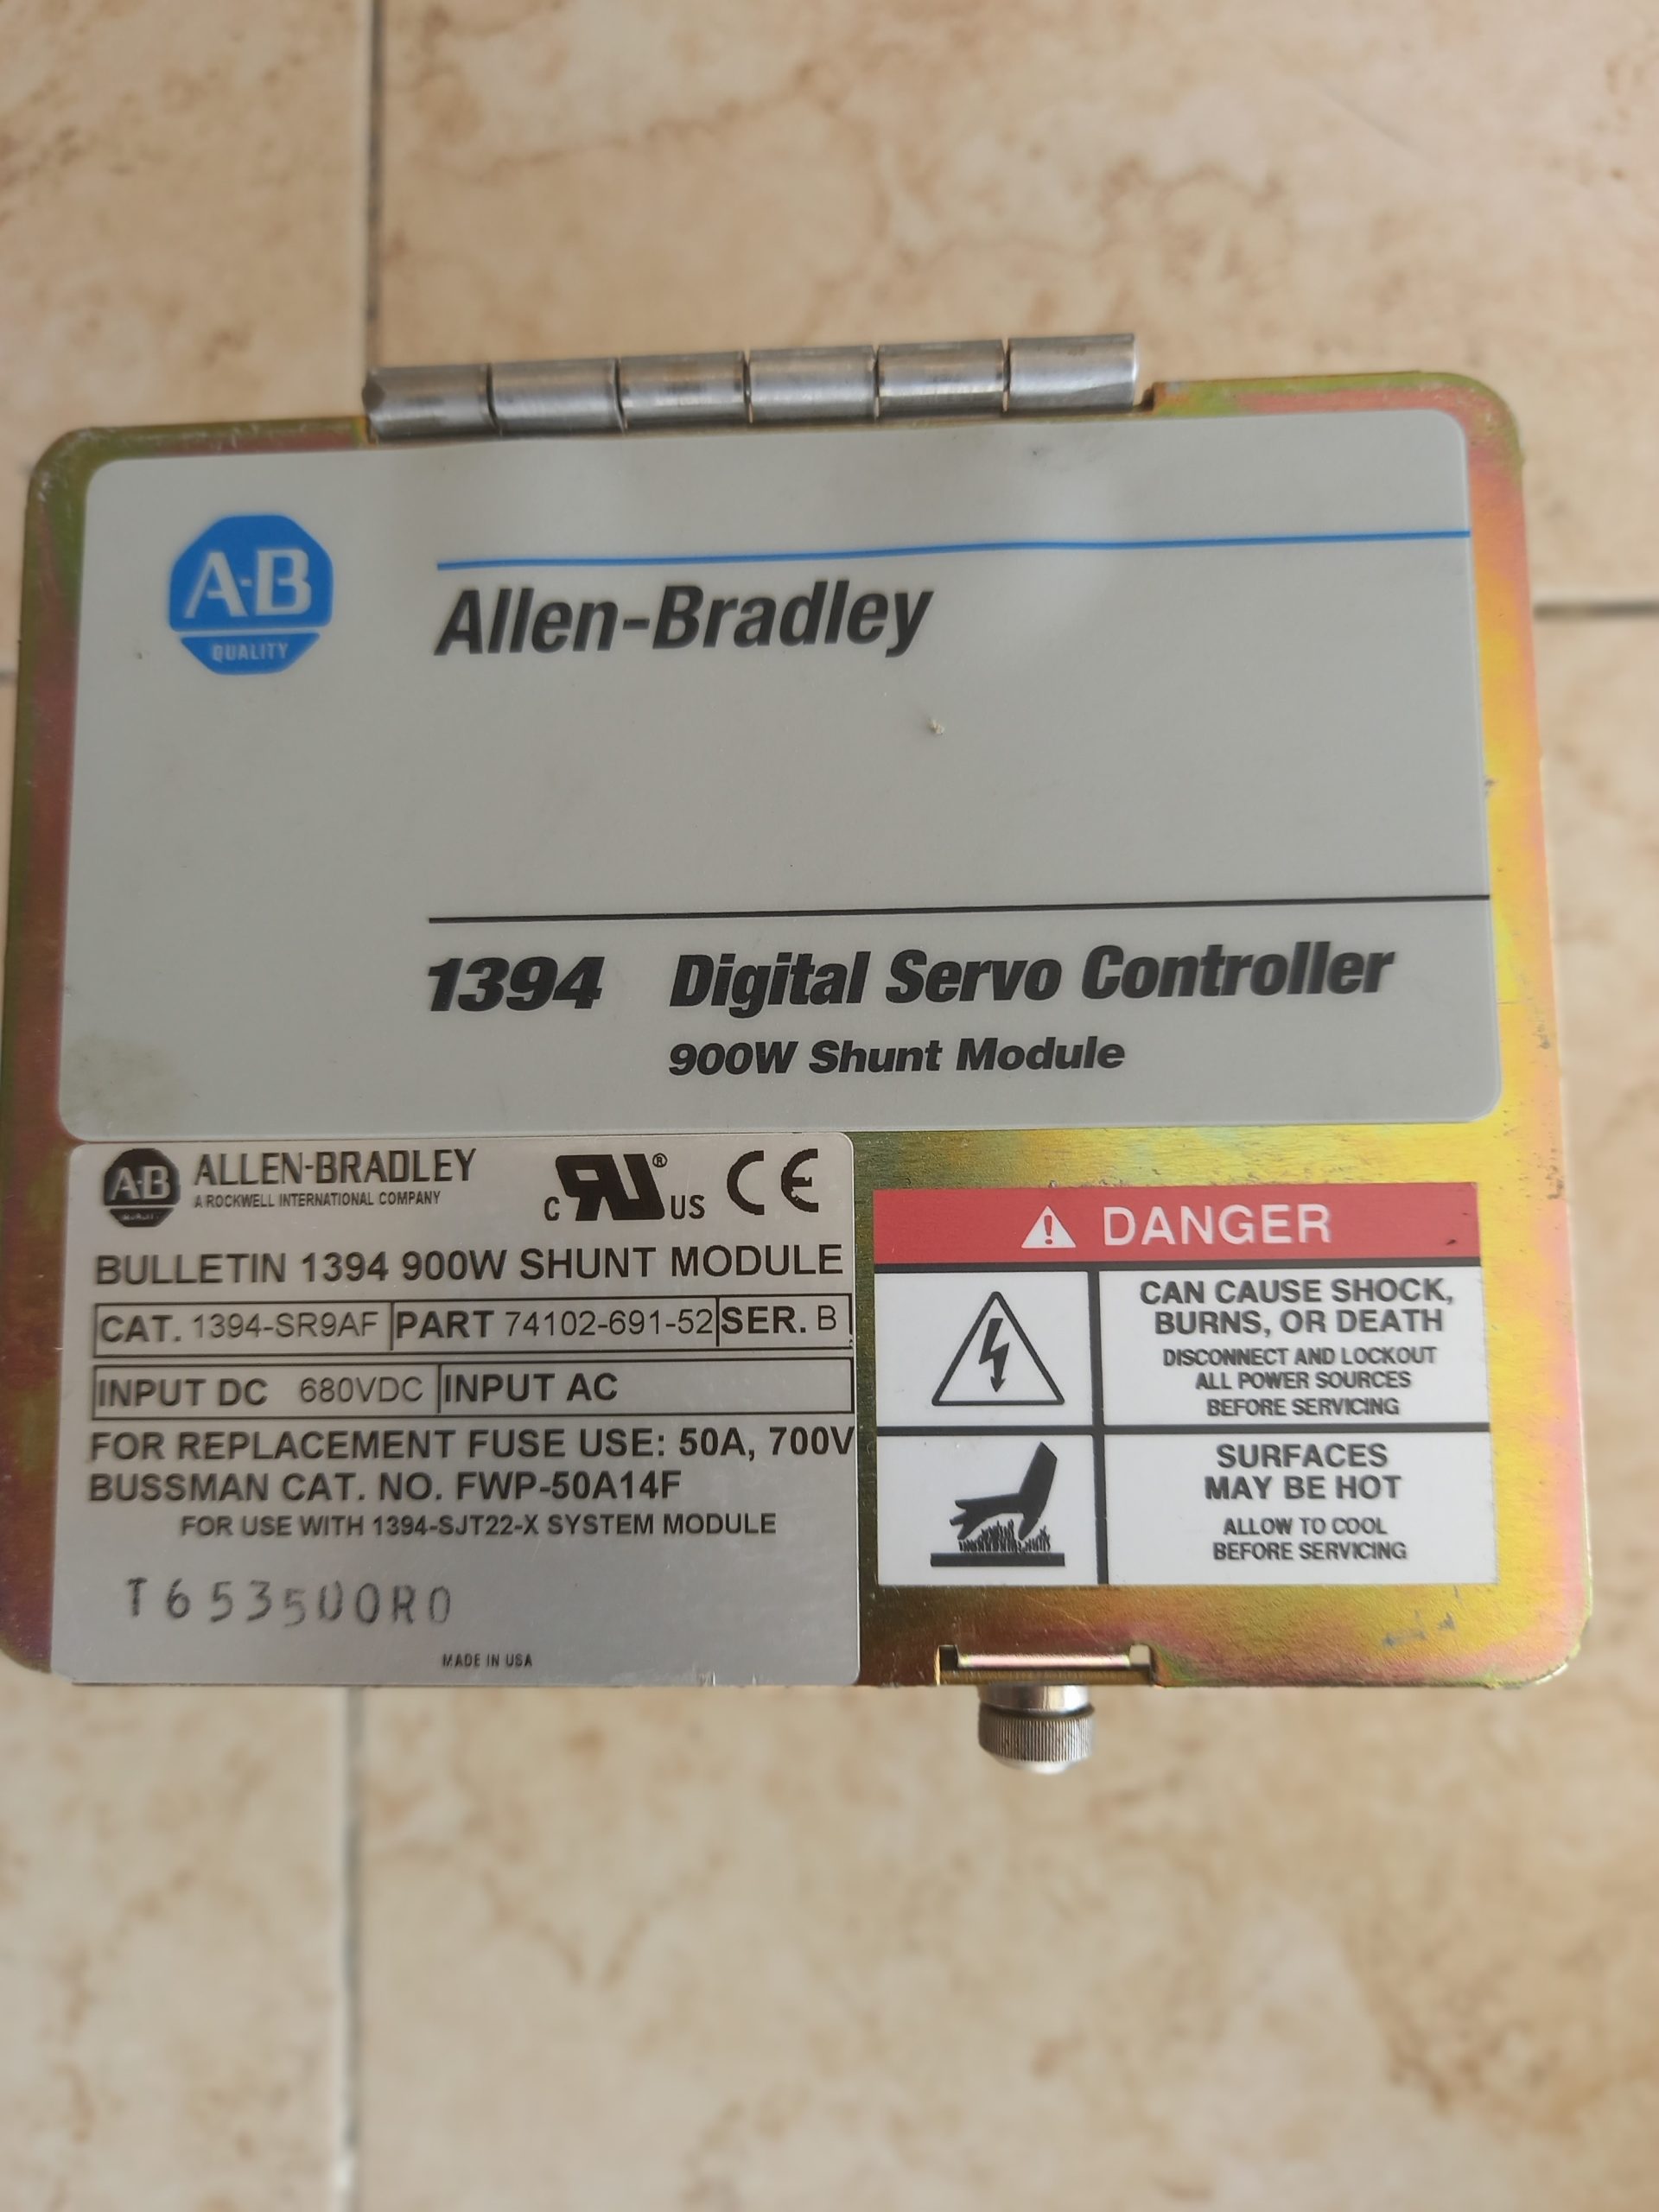 A-B
QUALITY
Allen-Bradley
1394 Digital Servo Controller
900W Shunt Module
A-B ALLEN-BRADLEY
A ROCKWELL INTERNATIONAL COMPANY
c RU ® US CE
BULLETIN 1394 900W SHUNT MODULE
CAT. 1394-SR9AF PART 74102-691-52 SER. B
INPUT DC 680VDC INPUT AC
FOR REPLACEMENT FUSE USE: 50A, 700V
BUSSMAN CAT. NO. FWP-50A14F
FOR USE WITH 1394-SJT22-X SYSTEM MODULE
T653500R0
MADE IN USA
DANGER
CAN CAUSE SHOCK,
BURNS, OR DEATH
DISCONNECT AND LOCKOUT
ALL POWER SOURCES
BEFORE SERVICING
SURFACES
MAY BE HOT
ALLOW TO COOL
BEFORE SERVICING